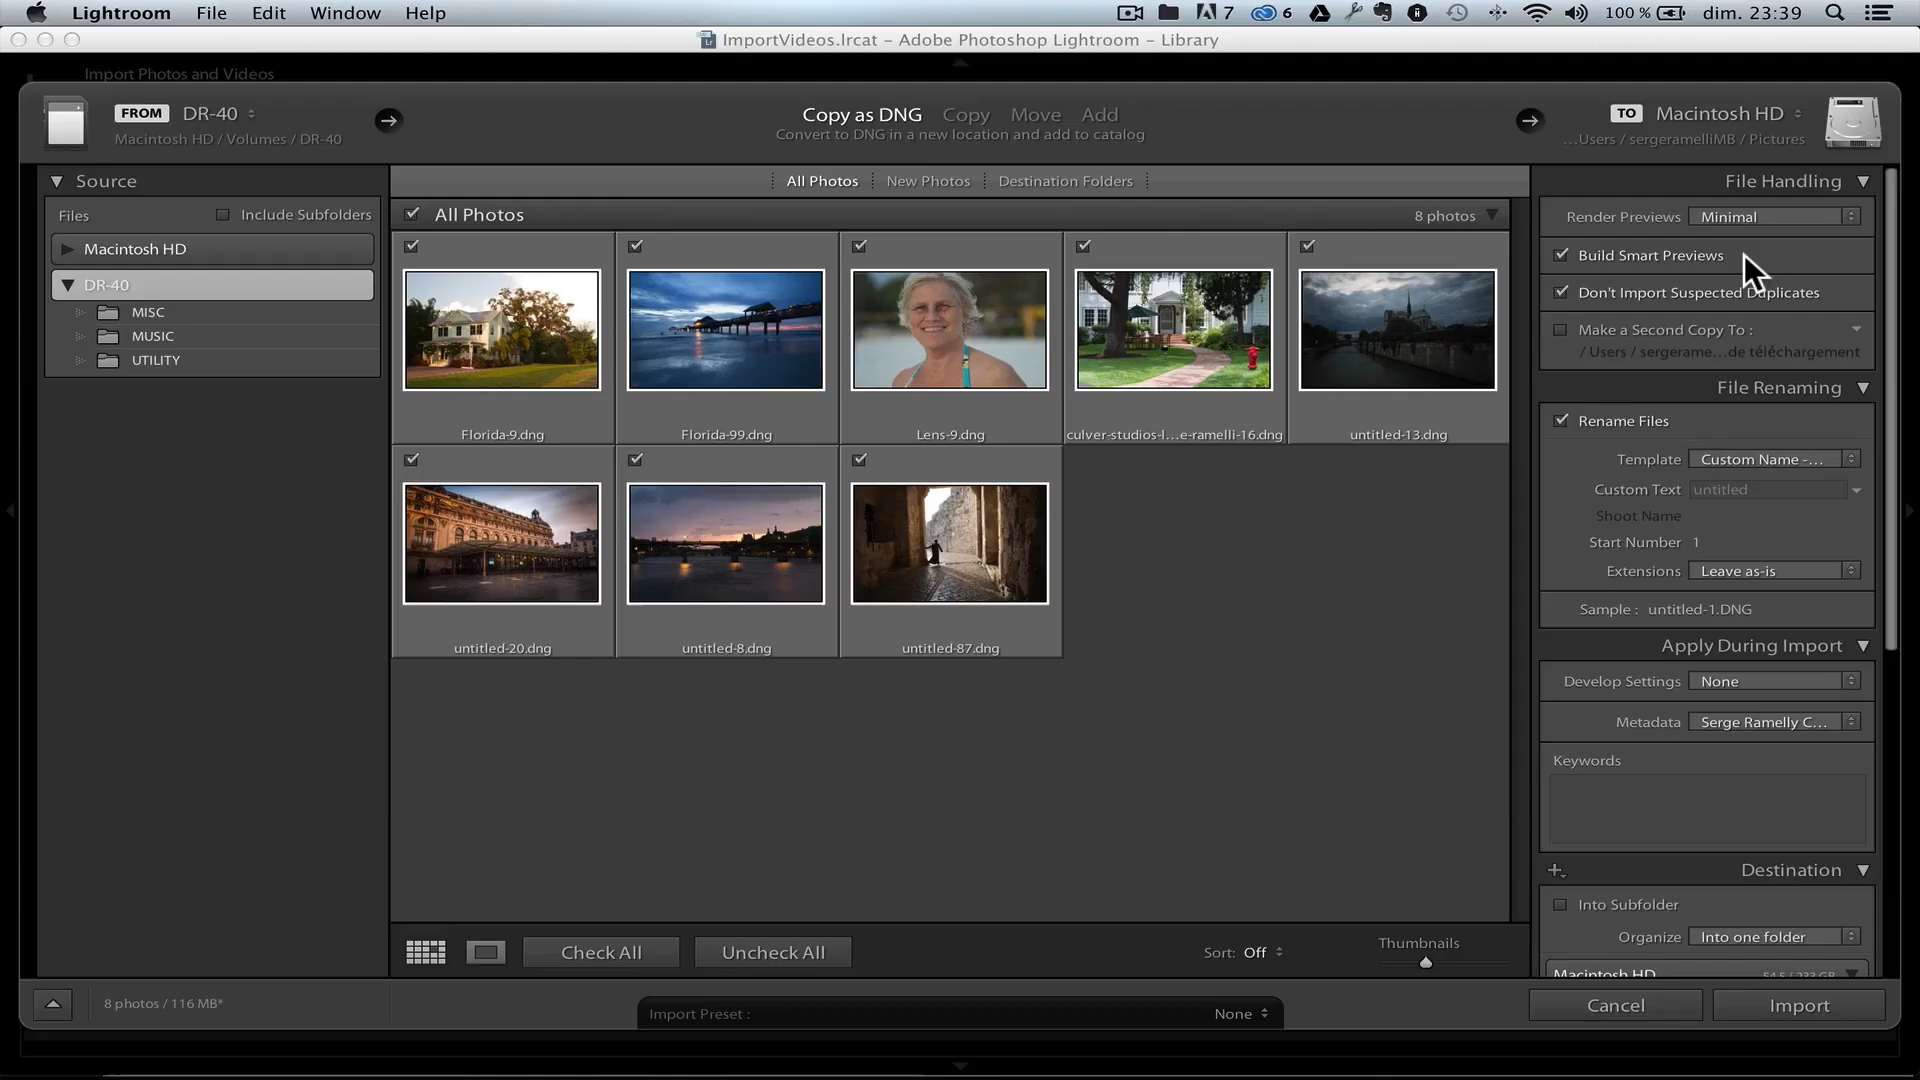 Lightroom File Edit Window Help
7 6 100 % dim. 23:39
ImportVideos.lrcat – Adobe Photoshop Lightroom – Library
Import Photos and Videos
FROM DR-40
Macintosh HD / Volumes / DR-40
Copy as DNG Copy Move Add
Convert to DNG in a new location and add to catalog
TO Macintosh HD
...Users / sergeramelliMB / Pictures
Source
Files Include Subfolders
Macintosh HD
DR-40
MISC
MUSIC
UTILITY
All Photos New Photos Destination Folders
All Photos 8 photos
Florida-9.dng
Florida-99.dng
Lens-9.dng
culver-studios-l...e-ramelli-16.dng
untitled-13.dng
untitled-20.dng
untitled-8.dng
untitled-87.dng
Check All Uncheck All
Sort: Off
Thumbnails
File Handling
Render Previews Minimal
Build Smart Previews
Don't Import Suspected Duplicates
Make a Second Copy To :
/ Users / sergerame...de téléchargement
File Renaming
Rename Files
Template Custom Name -...
Custom Text untitled
Shoot Name
Start Number 1
Extensions Leave as-is
Sample : untitled-1.DNG
Apply During Import
Develop Settings None
Metadata Serge Ramelly C...
Keywords
Destination
Into Subfolder
Organize Into one folder
Macintosh HD 54.5 / 233 GB
8 photos / 116 MB*
Import Preset : None
Cancel Import